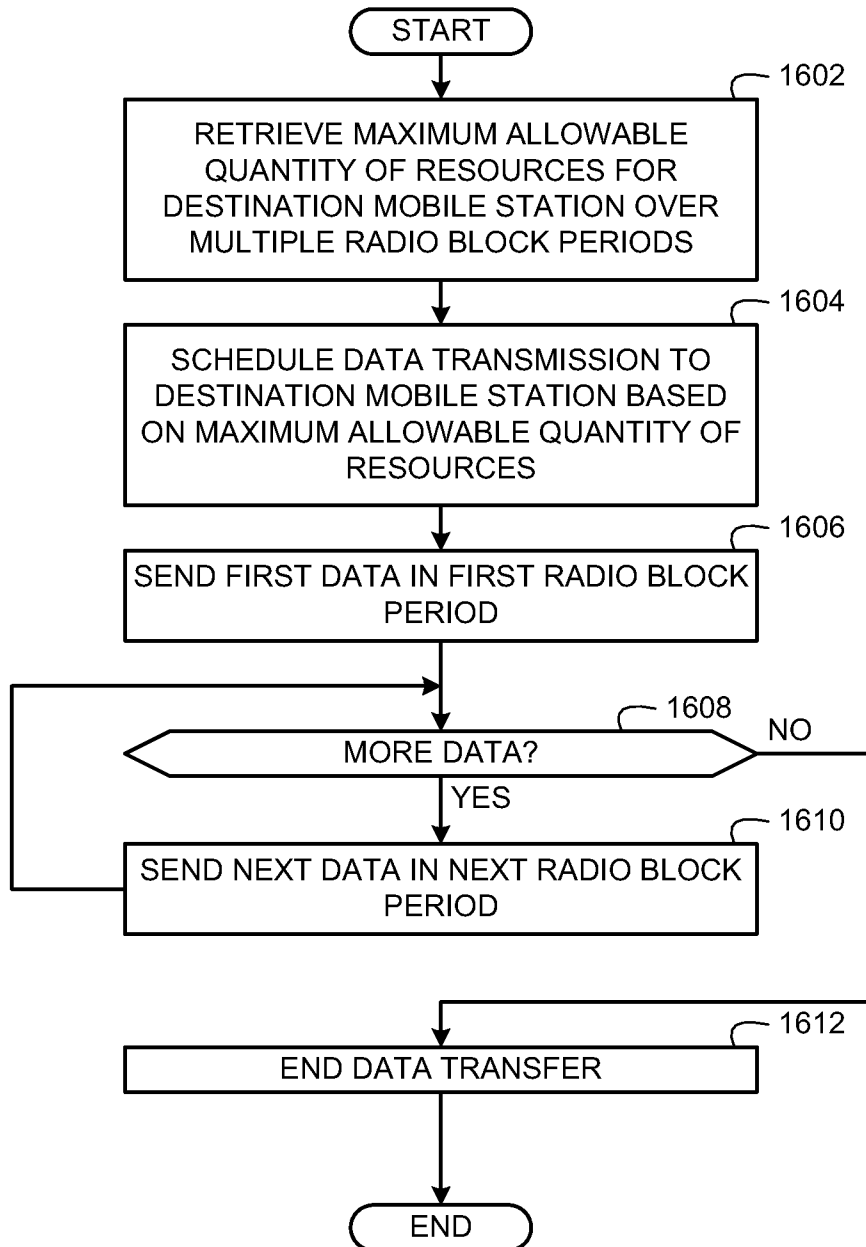 START
1602
RETRIEVE MAXIMUM ALLOWABLE
QUANTITY OF RESOURCES FOR
DESTINATION MOBILE STATION OVER
MULTIPLE RADIO BLOCK PERIODS
1604
SCHEDULE DATA TRANSMISSION TO
DESTINATION MOBILE STATION BASED
ON MAXIMUM ALLOWABLE QUANTITY OF
RESOURCES
1606
SEND FIRST DATA IN FIRST RADIO BLOCK
PERIOD
1608
NO
MORE DATA?
YES
1610
SEND NEXT DATA IN NEXT RADIO BLOCK
PERIOD
1612
END DATA TRANSFER
END